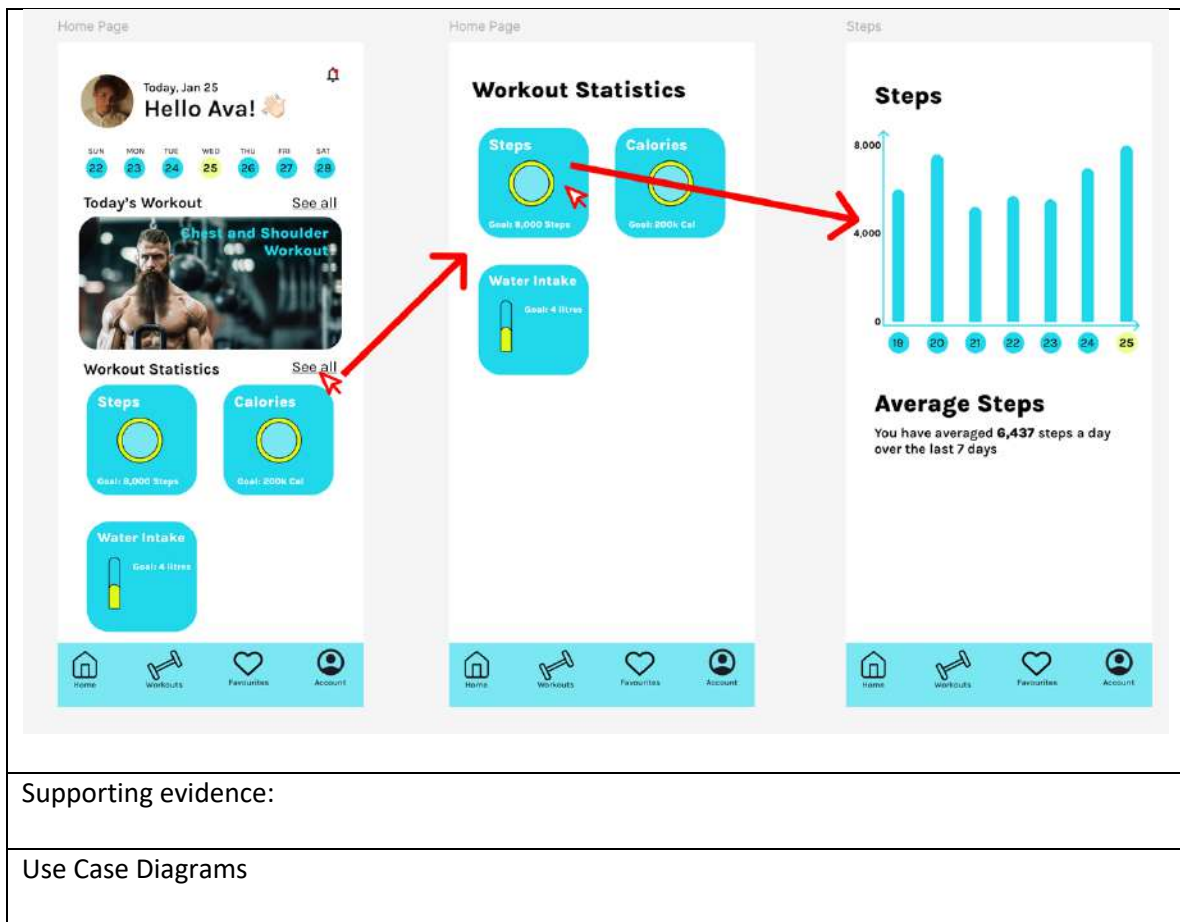 Home Page
Today, Jan 25
Hello Ava!
SUN MON TUE WED THU FRI SAT
22 23 24 25 26 27 28
Today's Workout See all
Chest and Shoulder
Workout
Workout Statistics See all
Steps Calories
Goal: 8,000 Steps Goal: 200k Cal
Water Intake
Goal: 4 litres
Home Workouts Favourites Account
Home Page
Workout Statistics
Steps Calories
Goal: 8,000 Steps Goal: 200k Cal
Water Intake
Goal: 4 litres
Home Workouts Favourites Account
Steps
Steps
8,000
4,000
0
19 20 21 22 23 24 25
Average Steps
You have averaged 6,437 steps a day
over the last 7 days
Home Workouts Favourites Account
Supporting evidence:
Use Case Diagrams